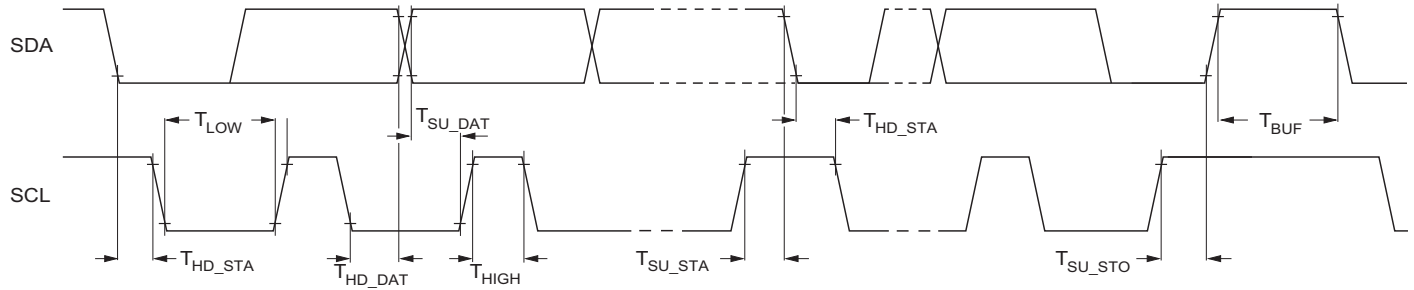 SDA
T_LOW
T_SU_DAT
T_HD_STA
T_BUF
SCL
T_HD_STA
T_HD_DAT
T_HIGH
T_SU_STA
T_SU_STO